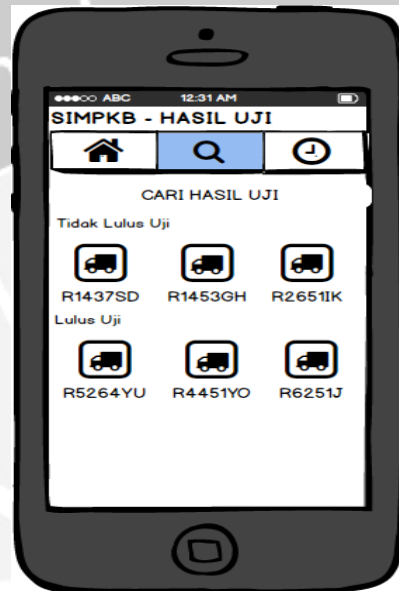 ABC 12:31 AM
SIMPKB - HASIL UJI
CARI HASIL UJI
Tidak Lulus Uji
R1437SD R1453GH R2651IK
Lulus Uji
R5264YU R4451YO R6251J